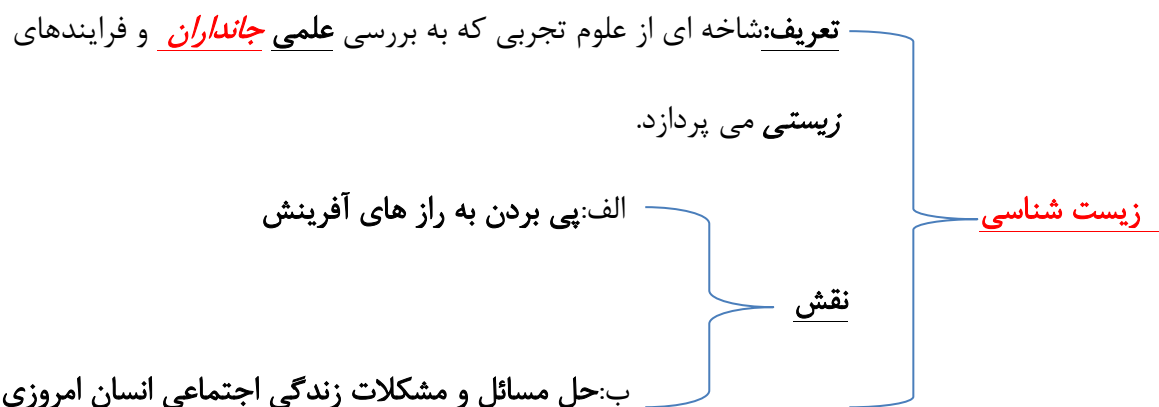 تعریف:شاخه ای از علوم تجربی که به بررسی علمی جانداران و فرایندهای
زیستی می پردازد.
زیست شناسی
الف:پی بردن به راز های آفرینش
نقش
ب:حل مسائل و مشکلات زندگی اجتماعی انسان امروزی